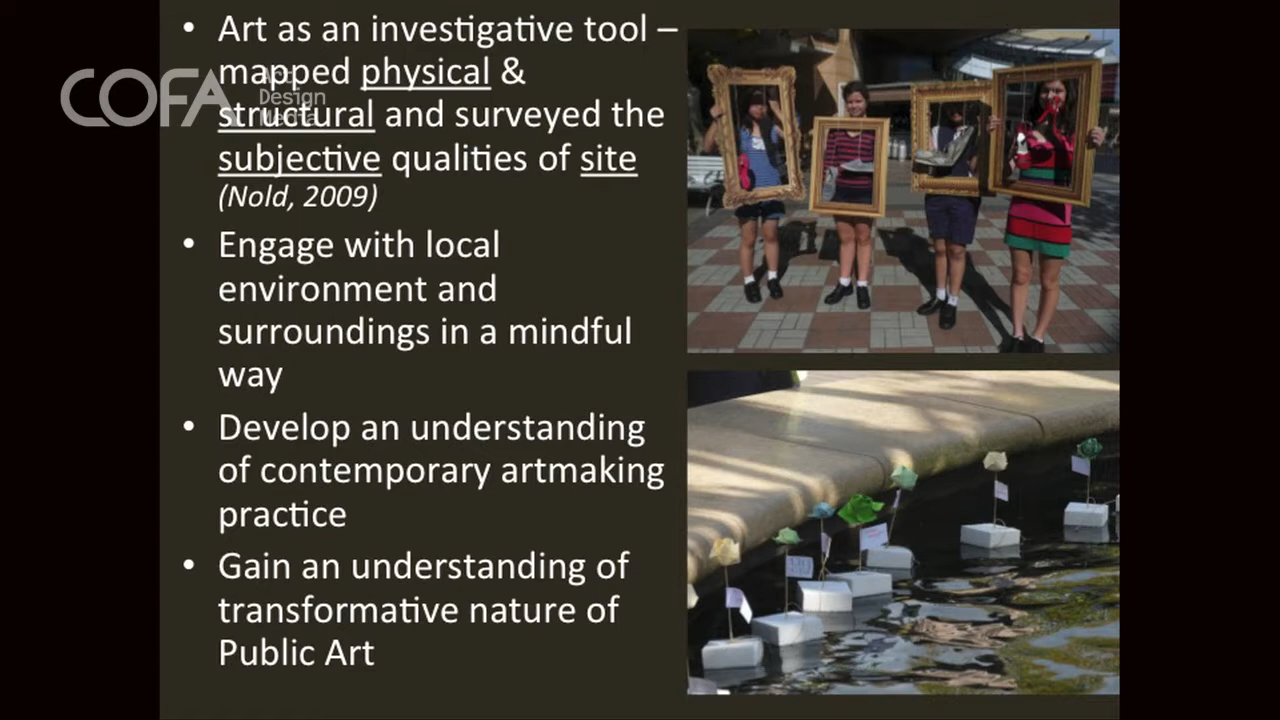 • Art as an investigative tool –
mapped physical &
structural and surveyed the
subjective qualities of site
(Nold, 2009)
• Engage with local
environment and
surroundings in a mindful
way
• Develop an understanding
of contemporary artmaking
practice
• Gain an understanding of
transformative nature of
Public Art
COFA
Art
Design
Media